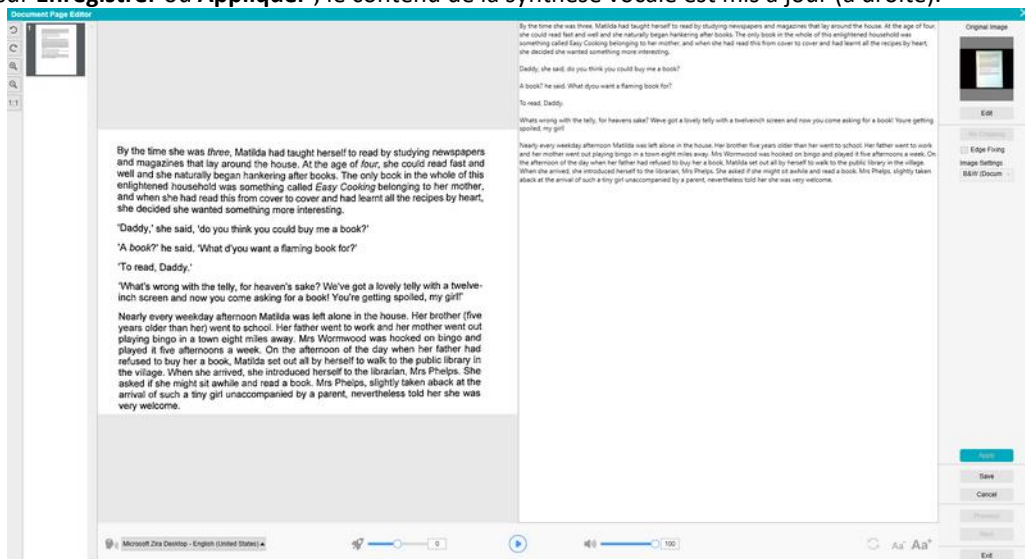 sur Enregistrer ou Appliquer , le contenu de la synthèse vocale est mis à jour (à droite).
Document Page Editor
1
1:1
By the time she was three, Matilda had taught herself to read by studying newspapers
and magazines that lay around the house. At the age of four, she could read fast and
well and she naturally began hankering after books. The only book in the whole of this
enlightened household was something called Easy Cooking belonging to her mother,
and when she had read this from cover to cover and had learnt all the recipes by heart,
she decided she wanted something more interesting.
'Daddy,' she said, 'do you think you could buy me a book?'
'A book?' he said. 'What d'you want a flaming book for?'
'To read, Daddy.'
'What's wrong with the telly, for heaven's sake? We've got a lovely telly with a twelve-
inch screen and now you come asking for a book! You're getting spoiled, my girl!'
Nearly every weekday afternoon Matilda was left alone in the house. Her brother (five
years older than her) went to school. Her father went to work and her mother went out
playing bingo in a town eight miles away. Mrs Wormwood was hooked on bingo and
played it five afternoons a week. On the afternoon of the day when her father had
refused to buy her a book, Matilda set out all by herself to walk to the public library in
the village. When she arrived, she introduced herself to the librarian, Mrs Phelps. She
asked if she might sit awhile and read a book. Mrs Phelps, slightly taken aback at the
arrival of such a tiny girl unaccompanied by a parent, nevertheless told her she was
very welcome.
By the time she was three, Matilda had taught herself to read by studying newspapers and magazines that lay around the house. At the age of four,
she could read fast and well and she naturally began hankering after books. The only book in the whole of this enlightened household was
something called Easy Cooking belonging to her mother, and when she had read this from cover to cover and had learnt all the recipes by heart,
she decided she wanted something more interesting.
Daddy, she said, do you think you could buy me a book?
A book? he said. What dyou want a flaming book for?
To read, Daddy.
Whats wrong with the telly, for heavens sake? Weve got a lovely telly with a twelveinch screen and now you come asking for a book! Youre getting
spoiled, my girl!
Nearly every weekday afternoon Matilda was left alone in the house. Her brother five years older than her went to school. Her father went to work
and her mother went out playing bingo in a town eight miles away. Mrs Wormwood was hooked on bingo and played it five afternoons a week. On
the afternoon of the day when her father had refused to buy her a book, Matilda set out all by herself to walk to the public library in the village.
When she arrived, she introduced herself to the librarian, Mrs Phelps. She asked if she might sit awhile and read a book. Mrs Phelps, slightly taken
aback at the arrival of such a tiny girl unaccompanied by a parent, nevertheless told her she was very welcome.
Original Image
Edit
No Cropping
Edge Fixing
Image Settings
B&W (Docum
Apply
Save
Cancel
Previous
Next
Exit
Microsoft Zira Desktop - English (United States)
0
100
Aa-
Aa+